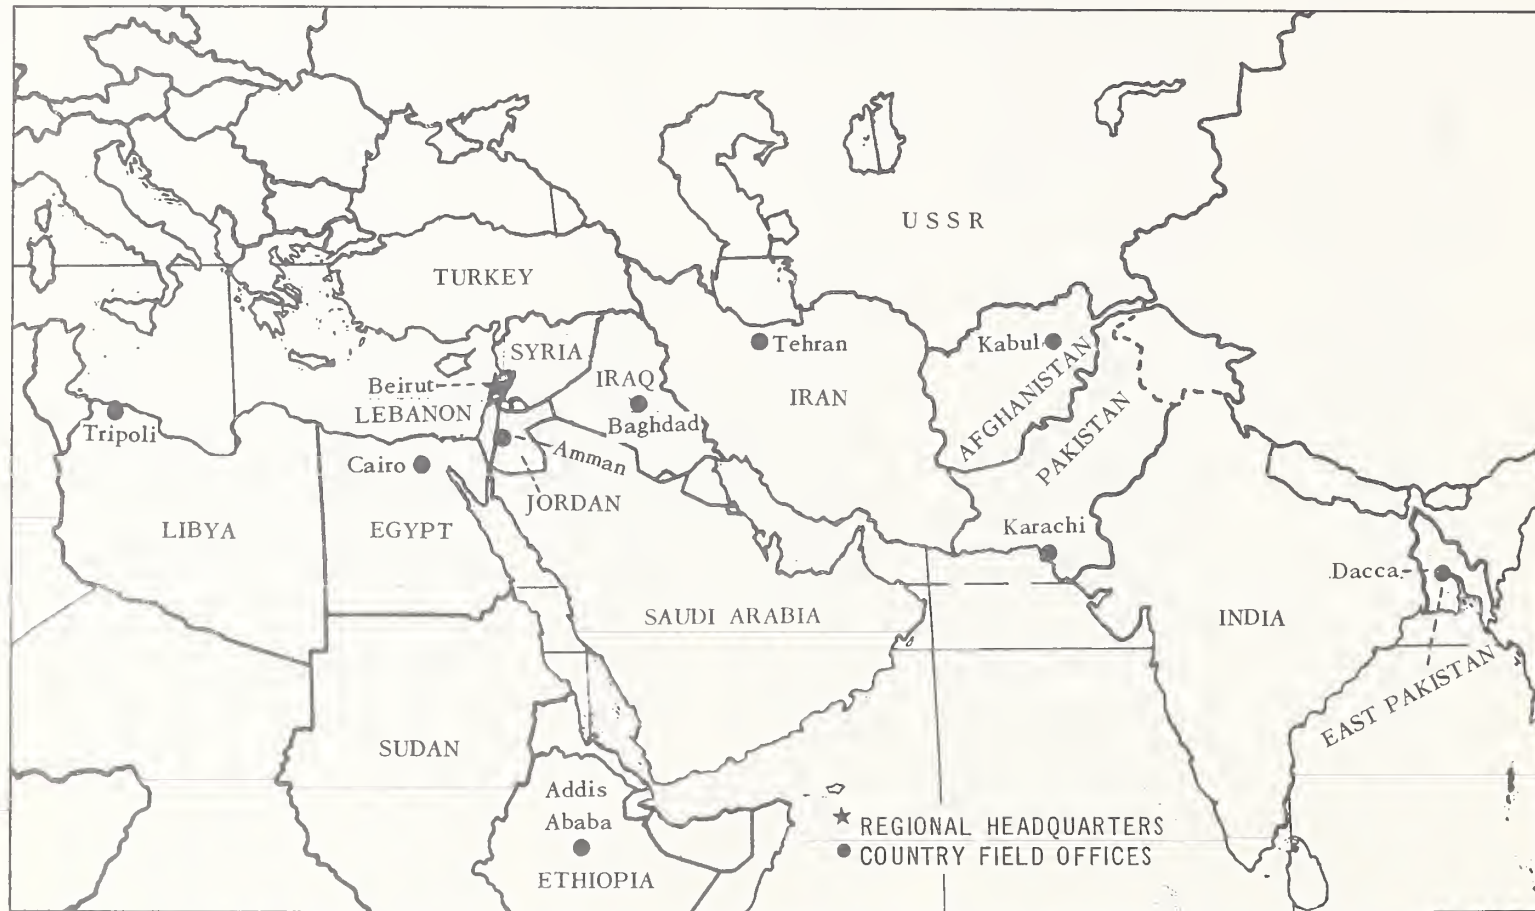 USSR
TURKEY
SYRIA
Tehran
Kabul
Beirut
IRAQ
IRAN
AFGHANISTAN
LEBANON
PAKISTAN
Tripoli
Baghdad
Cairo
Amman
JORDAN
LIBYA
EGYPT
Karachi
Dacca
SAUDI ARABIA
INDIA
EAST PAKISTAN
SUDAN
Addis
Ababa
ETHIOPIA
REGIONAL HEADQUARTERS
COUNTRY FIELD OFFICES